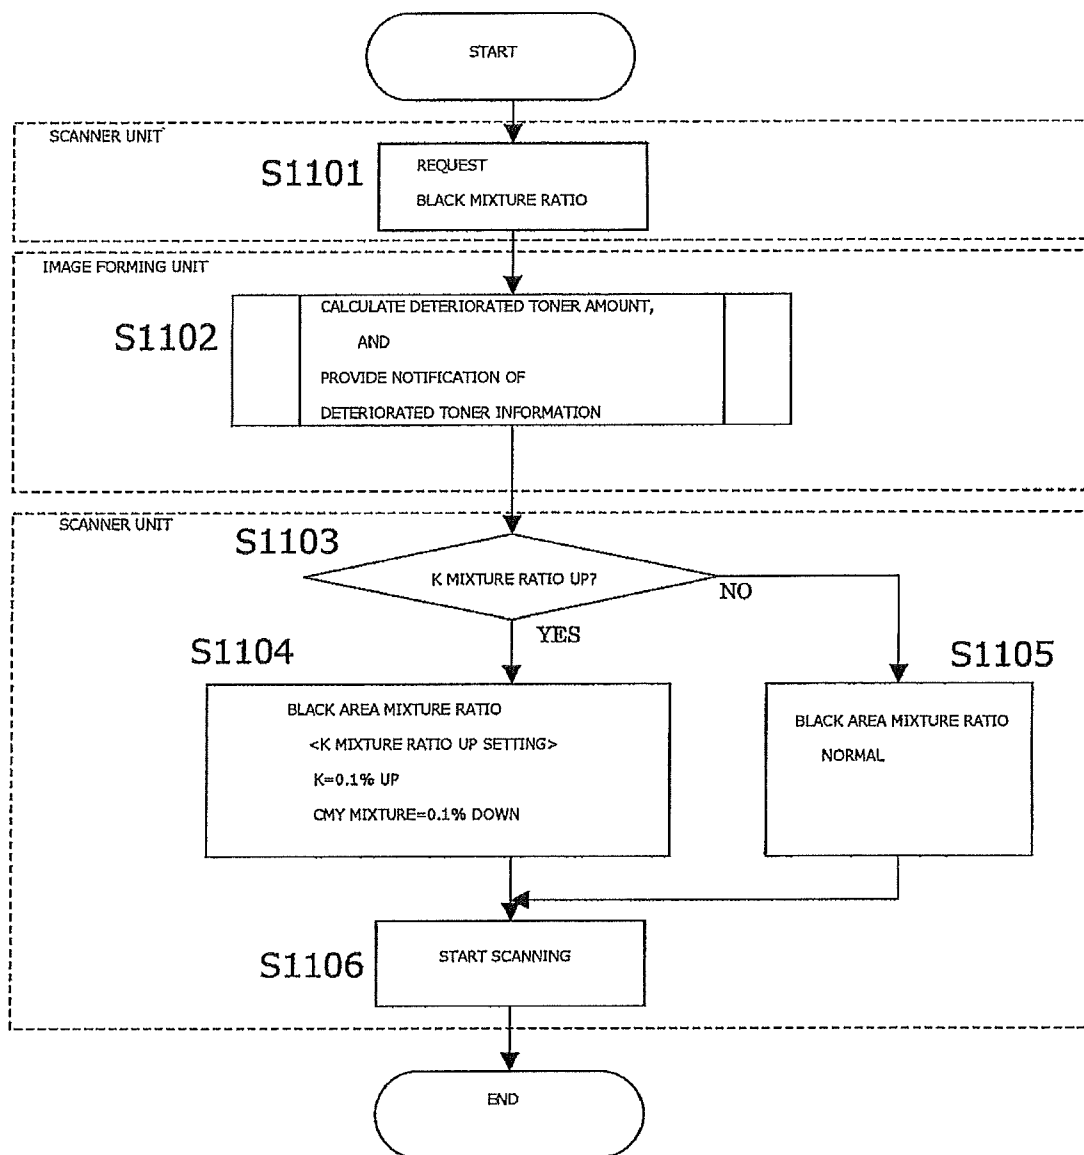 START
SCANNER UNIT
S1101
REQUEST
BLACK MIXTURE RATIO
IMAGE FORMING UNIT
S1102
CALCULATE DETERIORATED TONER AMOUNT,
AND
PROVIDE NOTIFICATION OF
DETERIORATED TONER INFORMATION
SCANNER UNIT
S1103
K MIXTURE RATIO UP?
NO
YES
S1104
BLACK AREA MIXTURE RATIO
<K MIXTURE RATIO UP SETTING>
K=0.1% UP
CMY MIXTURE=0.1% DOWN
S1105
BLACK AREA MIXTURE RATIO
NORMAL
S1106
START SCANNING
END